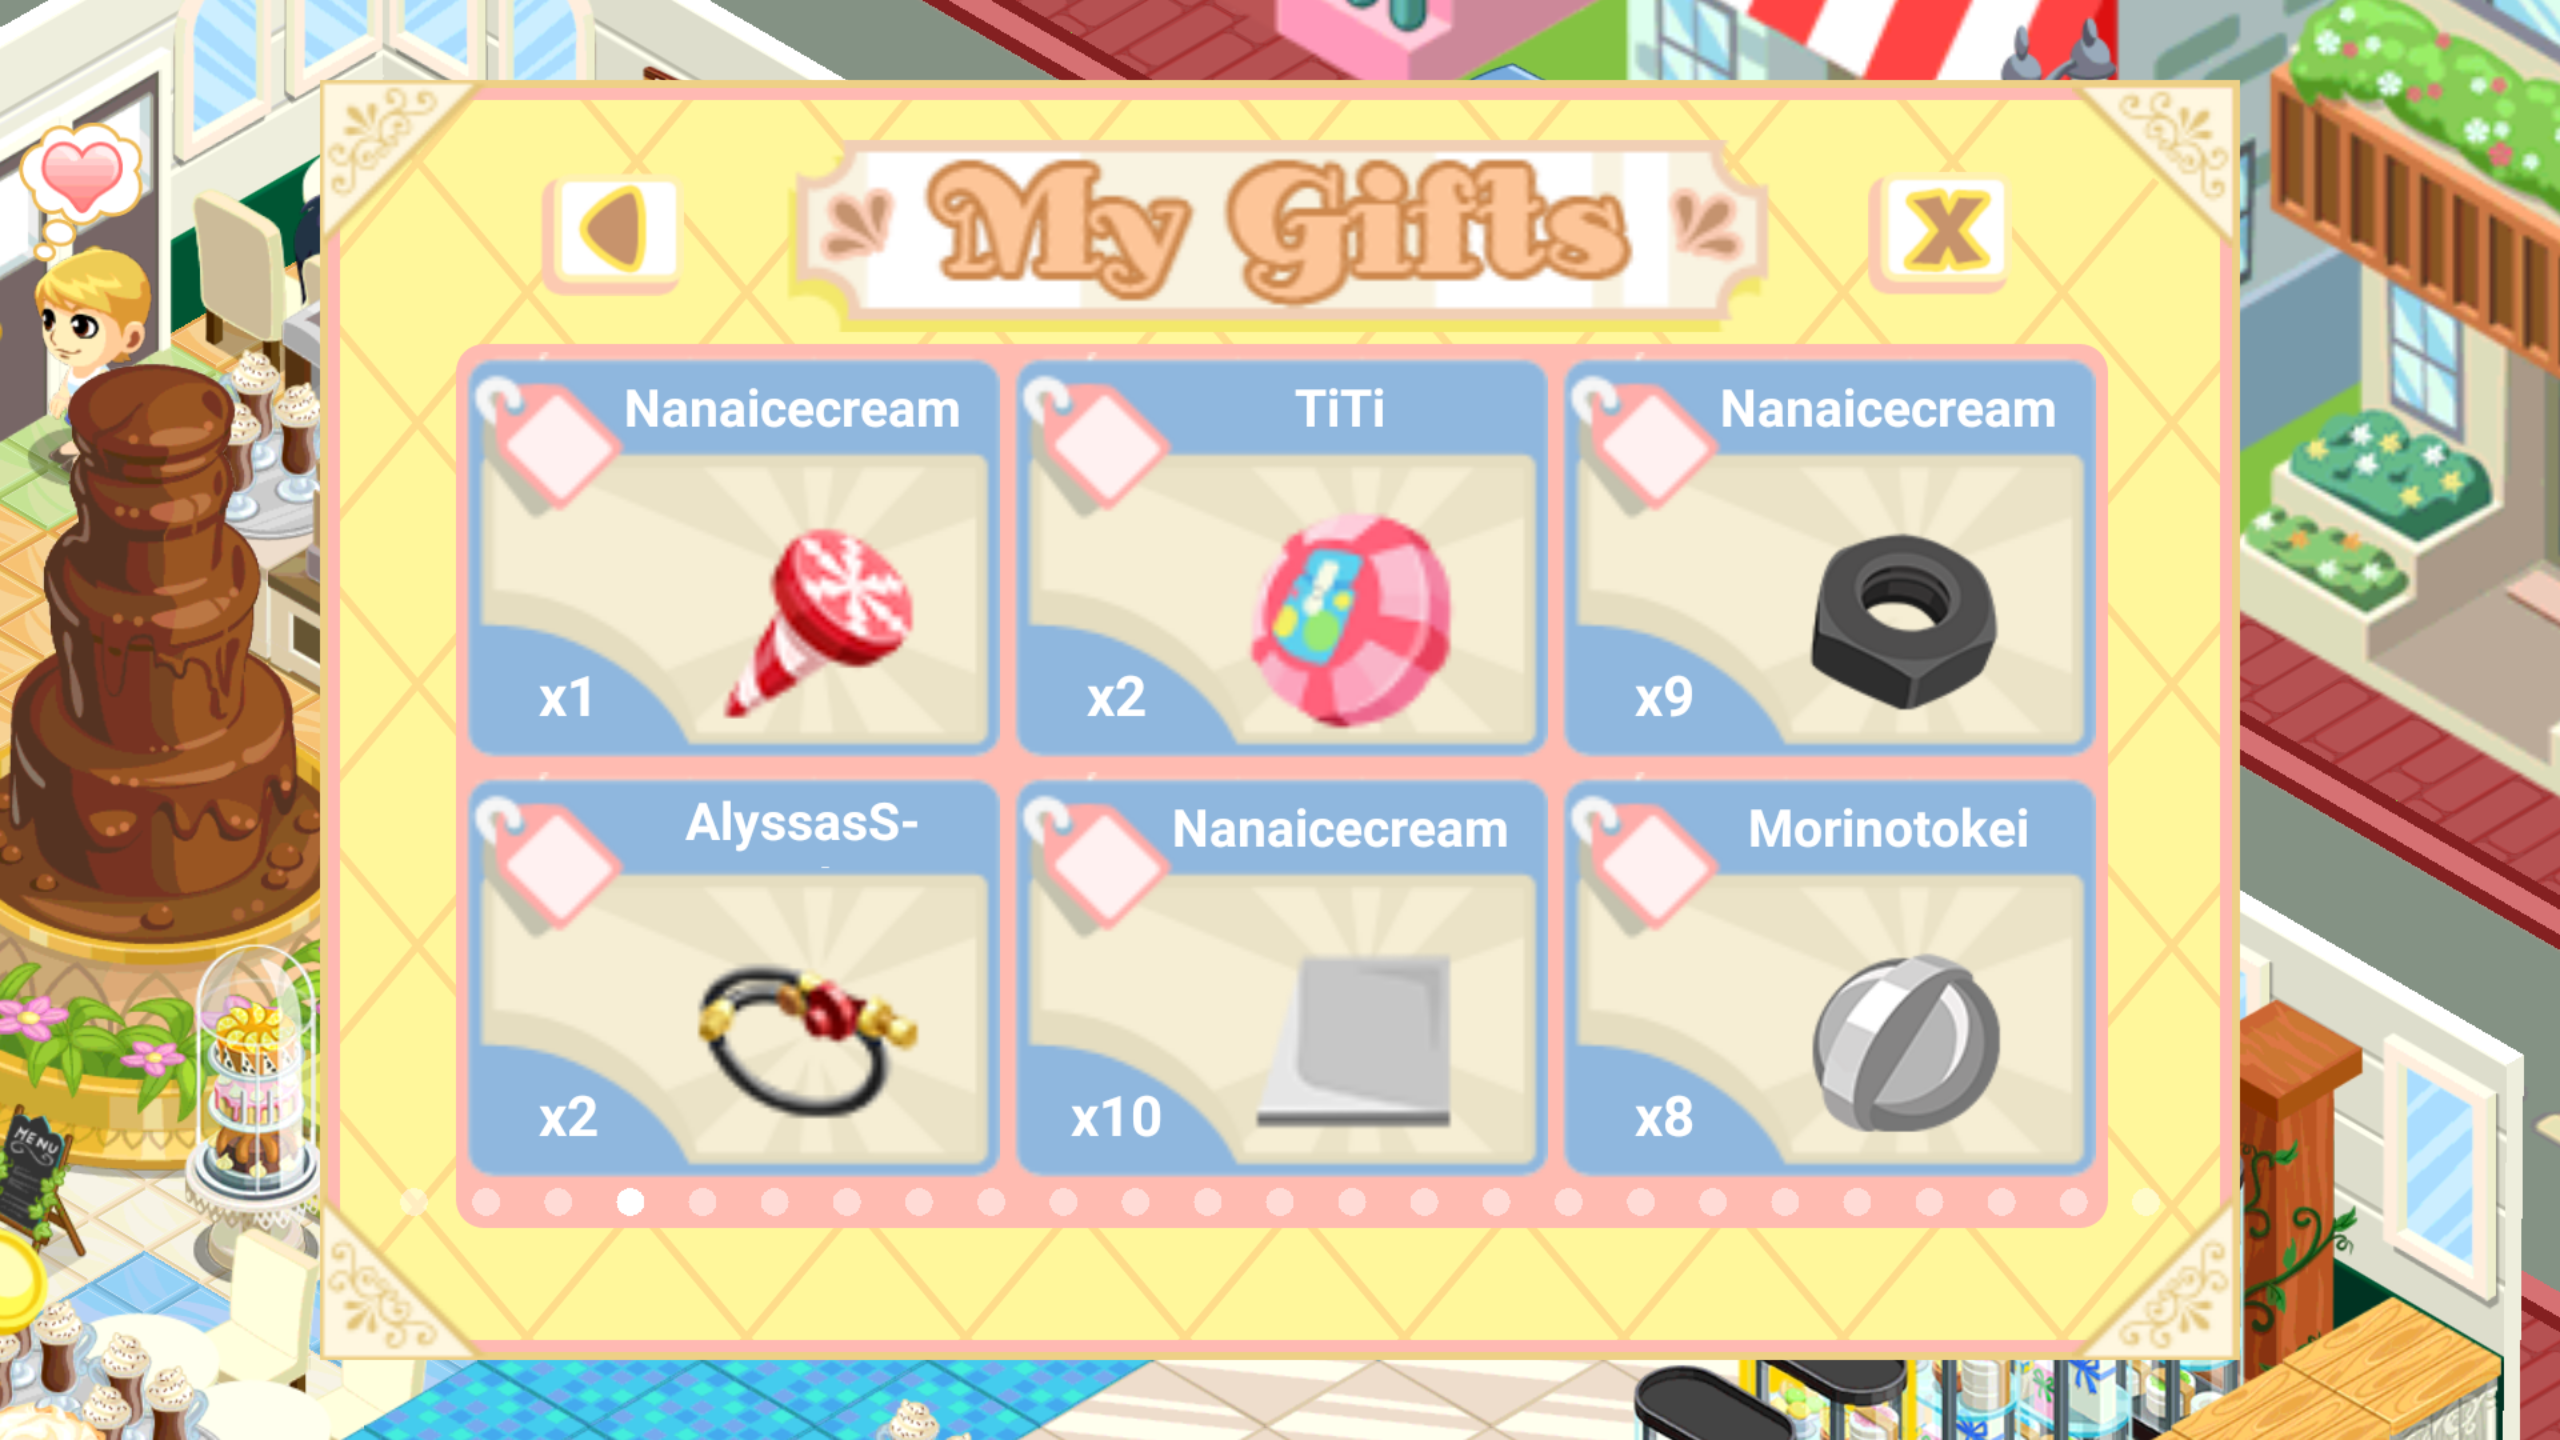 My Gifts
Nanaicecream
TiTi
Nanaicecream
x1
x2
x9
AlyssasS-
Nanaicecream
Morinotokei
x2
x10
x8
MENU